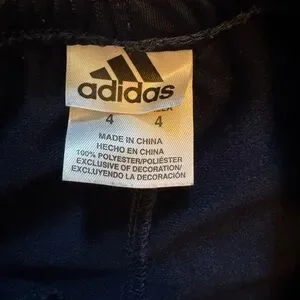 adidas
4 4
MADE IN CHINA
HECHO EN CHINA
100% POLYESTER/POLIÉSTER
EXCLUSIVE OF DECORATION/
EXCLUYENDO LA DECORACIÓN